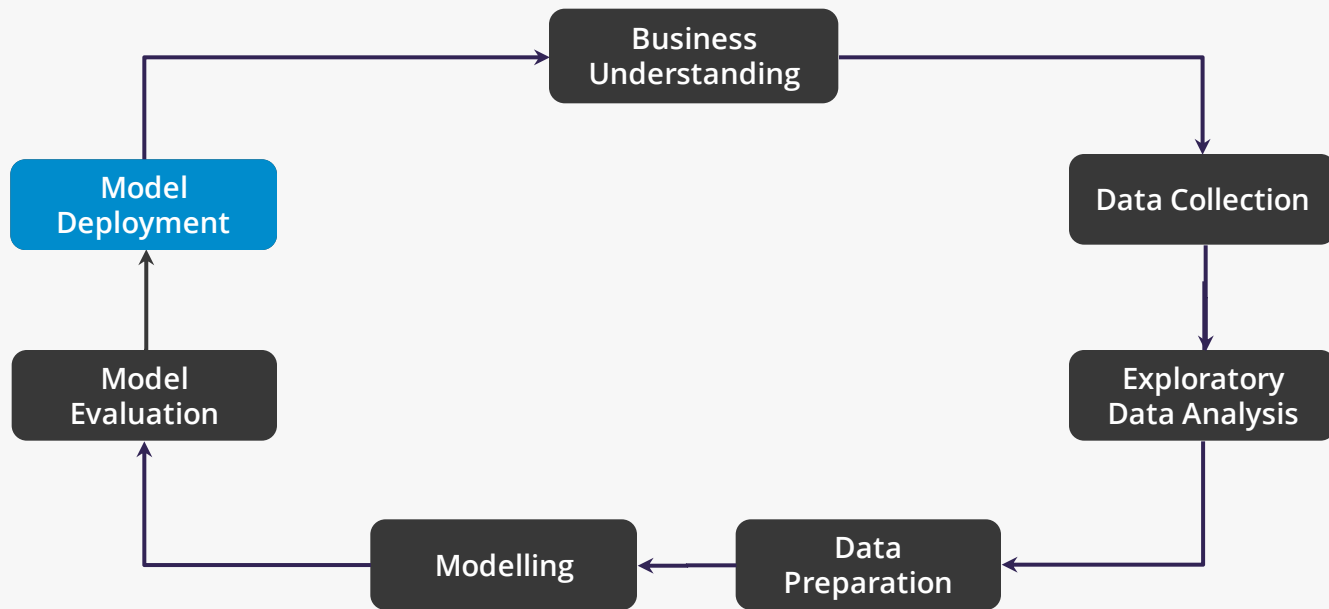 Business
Understanding
Data Collection
Exploratory
Data Analysis
Data
Preparation
Modelling
Model
Evaluation
Model
Deployment